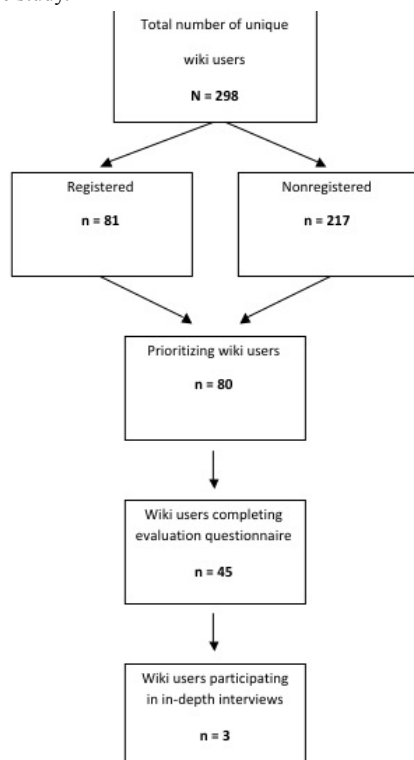 Total number of unique
wiki users
N = 298
Registered
n = 81
Nonregistered
n = 217
Prioritizing wiki users
n = 80
Wiki users completing
evaluation questionnaire
n = 45
Wiki users participating
in in-depth interviews
n = 3